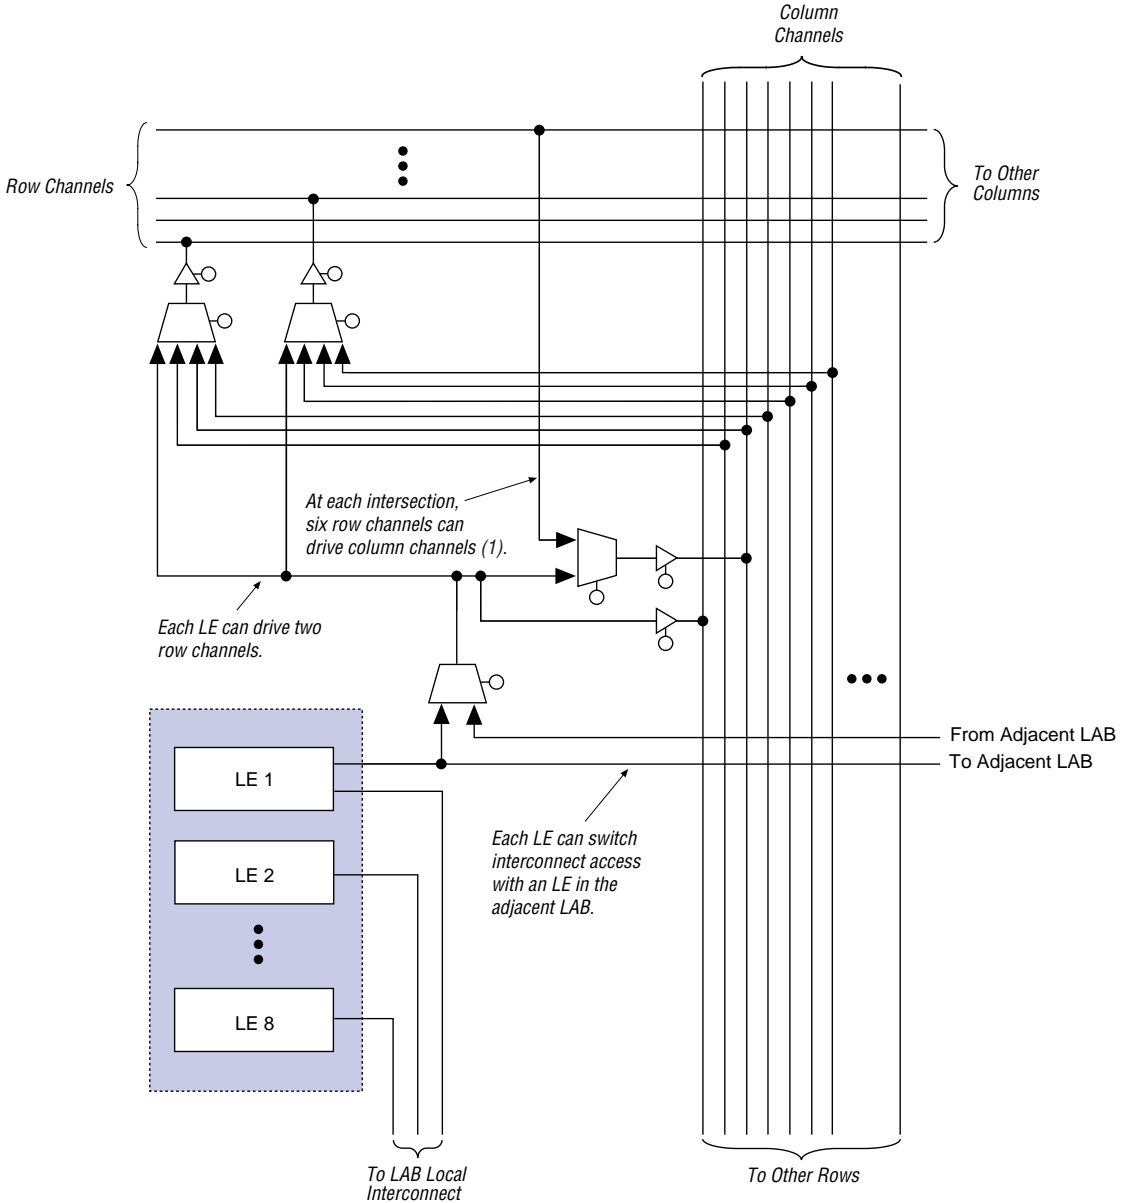 Column
Channels
Row Channels
To Other
Columns
At each intersection,
six row channels can
drive column channels (1).
Each LE can drive two
row channels.
From Adjacent LAB
To Adjacent LAB
LE 1
Each LE can switch
interconnect access
with an LE in the
adjacent LAB.
LE 2
LE 8
To LAB Local
Interconnect
To Other Rows